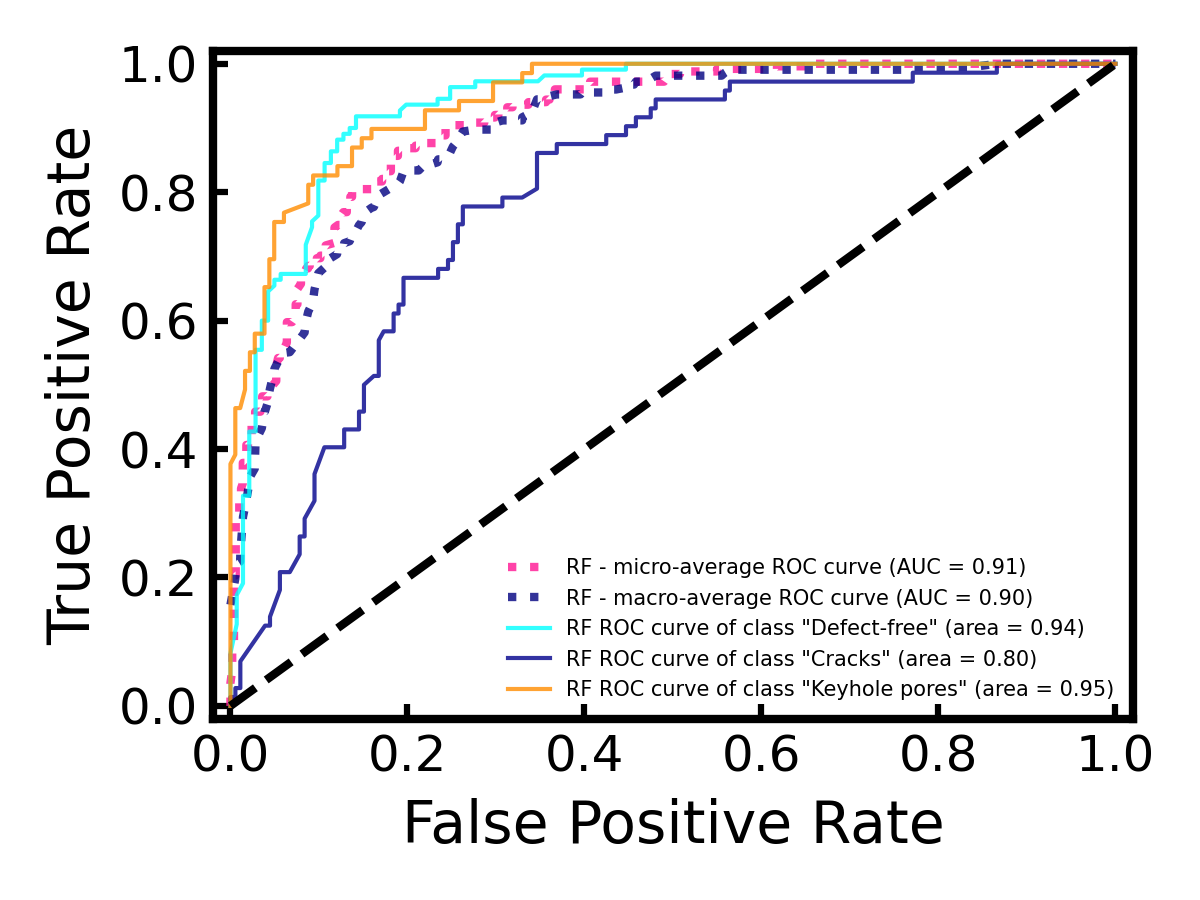 1.0
0.8
0.6
0.4
0.2
0.0
True Positive Rate
RF - micro-average ROC curve (AUC = 0.91)
RF - macro-average ROC curve (AUC = 0.90)
RF ROC curve of class "Defect-free" (area = 0.94)
RF ROC curve of class "Cracks" (area = 0.80)
RF ROC curve of class "Keyhole pores" (area = 0.95)
0.0 0.2 0.4 0.6 0.8 1.0
False Positive Rate